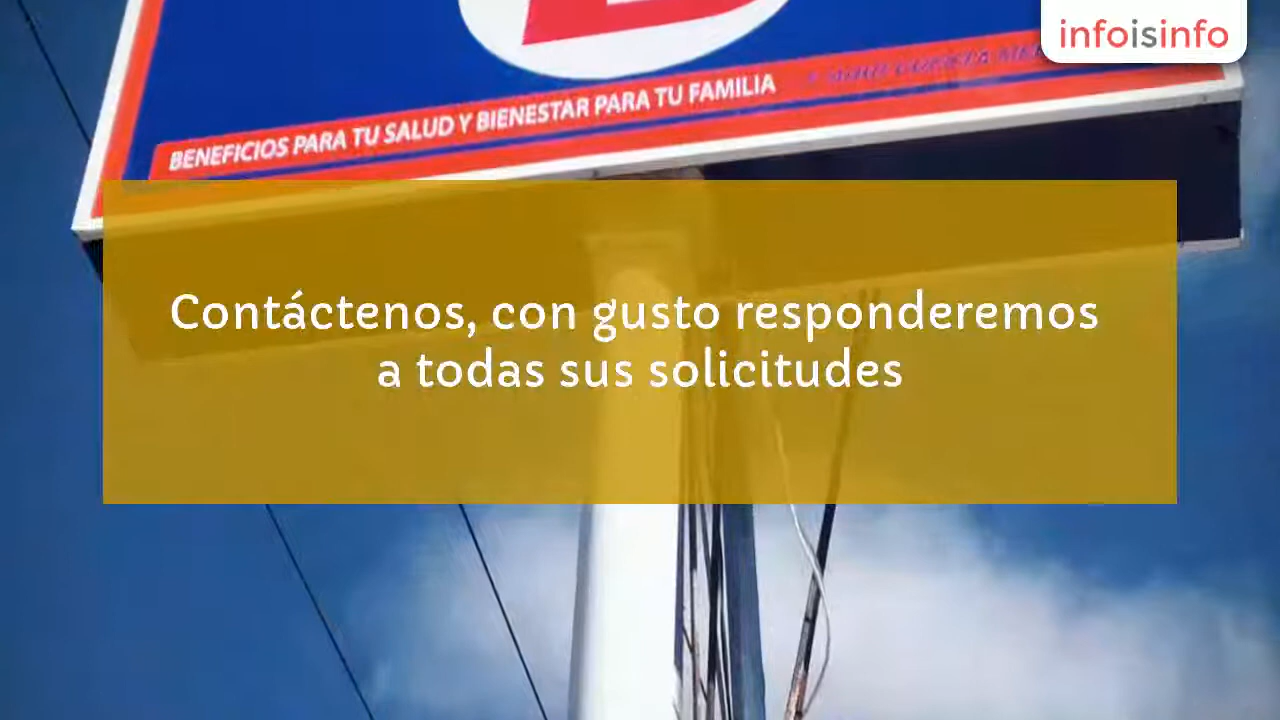 infoisinfo
BENEFICIOS PARA TU SALUD Y BIENESTAR PARA TU FAMILIA
Contáctenos, con gusto responderemos
a todas sus solicitudes